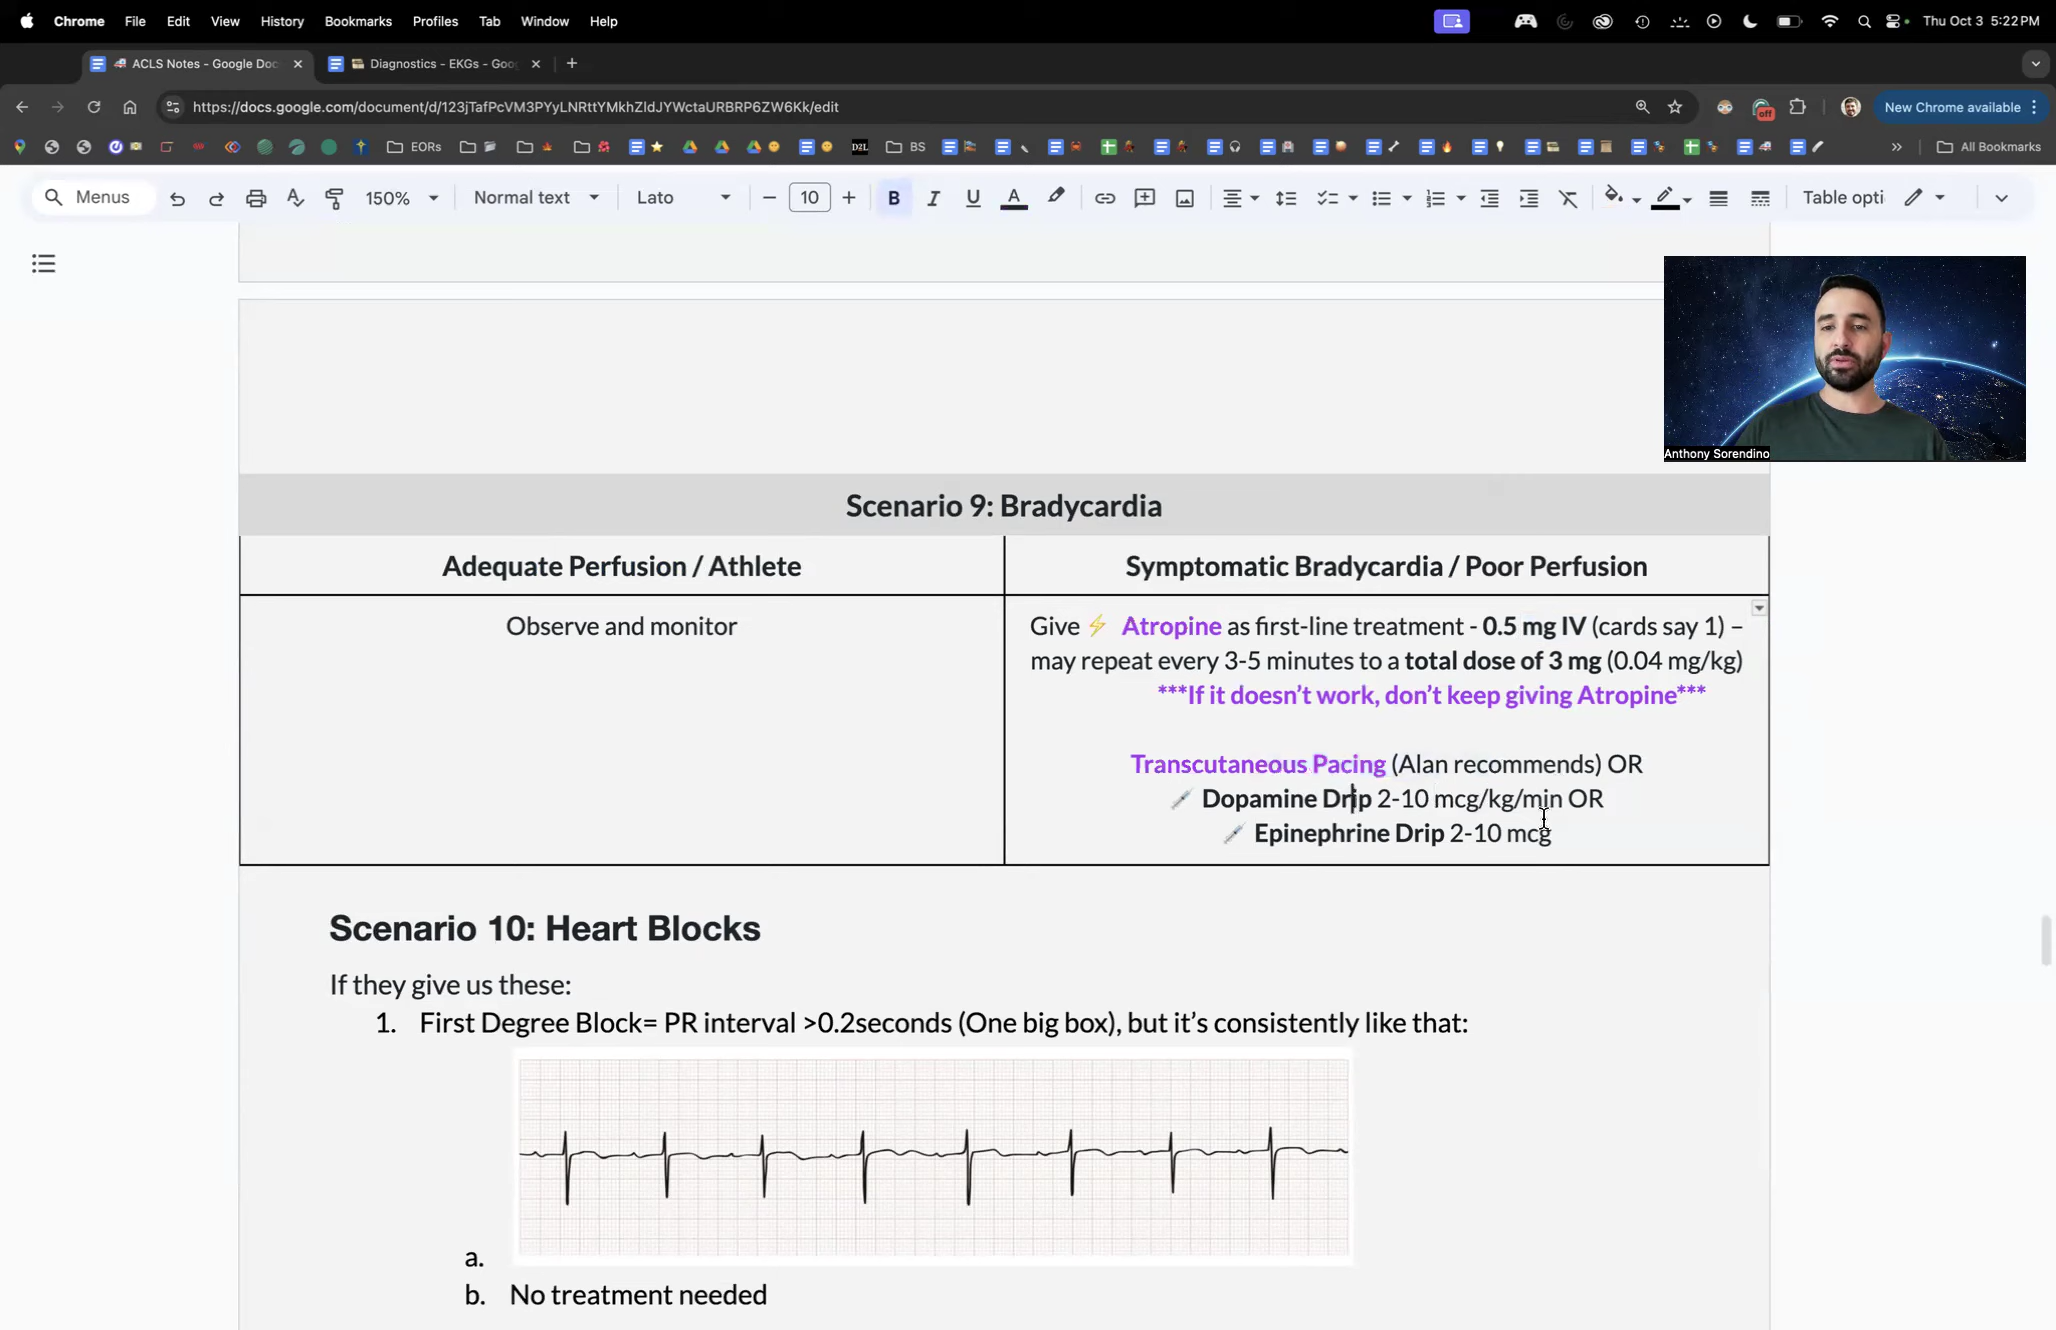 Chrome File Edit View History Bookmarks Profiles Tab Window Help Thu Oct 3 5:22 PM
ACLS Notes - Google Doc Diagnostics - EKGs - Goo
https://docs.google.com/document/d/123jTafPcVM3PYyLNRttYMkhZldJYWctaURBRP6ZW6Kk/edit off New Chrome available
EORs D2L BS All Bookmarks
Menus 150% Normal text Lato 10 B I U A Table opti
Anthony Sorendino
Scenario 9: Bradycardia
Adequate Perfusion / Athlete
Symptomatic Bradycardia / Poor Perfusion
Observe and monitor
Give ⚡ Atropine as first-line treatment - 0.5 mg IV (cards say 1) –
may repeat every 3-5 minutes to a total dose of 3 mg (0.04 mg/kg)
***If it doesn’t work, don’t keep giving Atropine***
Transcutaneous Pacing (Alan recommends) OR
💉 Dopamine Drip 2-10 mcg/kg/min OR
💉 Epinephrine Drip 2-10 mcg
Scenario 10: Heart Blocks
If they give us these:
1. First Degree Block= PR interval >0.2seconds (One big box), but it’s consistently like that:
a.
b. No treatment needed